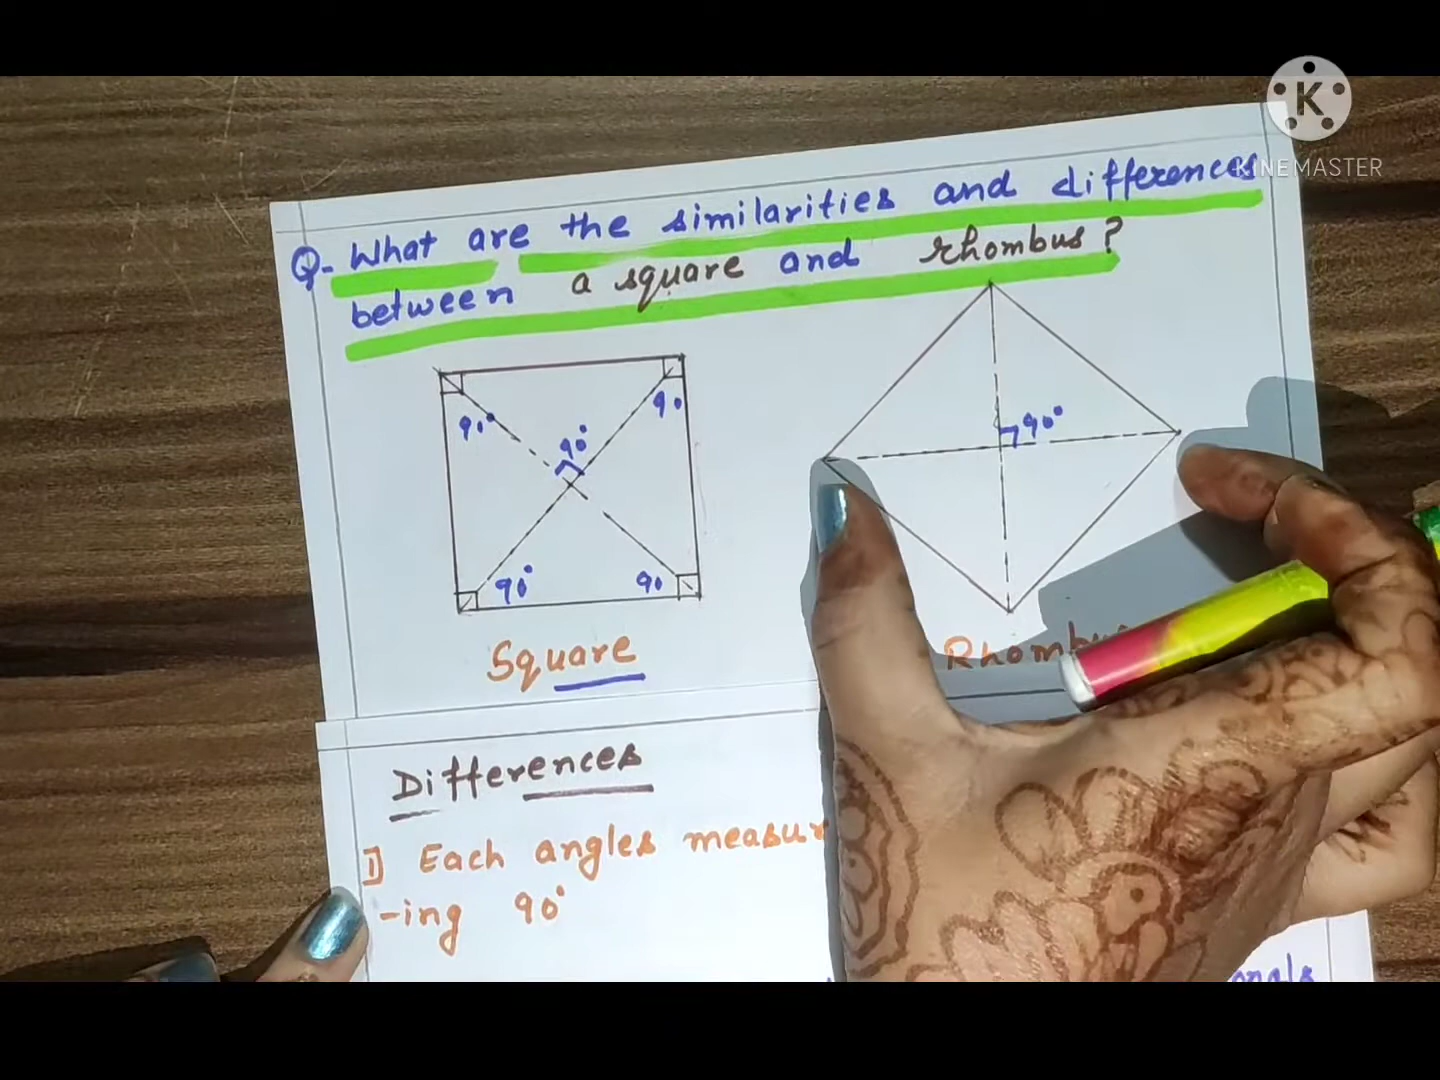 K
KINEMASTER
Q- What are the similarities and differences
between a square and rhombus?
90°
90
90°
90°
90
90°
Square
Differences
1] Each angles measur
-ing 90°